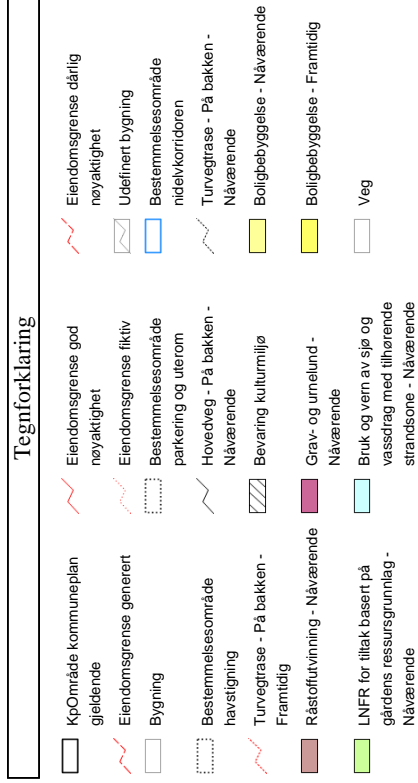 Tegnforklaring
KpOmråde kommuneplan
gjeldende
Eiendomsgrense god
nøyaktighet
Eiendomsgrense dårlig
nøyaktighet
Eiendomsgrense generert
Eiendomsgrense fiktiv
Udefinert bygning
Bygning
Bestemmelsesområde
parkering og uterom
Bestemmelsesområde
nidelvkorridoren
Bestemmelsesområde
havstigning
Hovedveg - På bakken -
Nåværende
Turvegtrase - På bakken -
Nåværende
Turvegtrase - På bakken -
Framtidig
Bevaring kulturmiljø
Boligbebyggelse - Nåværende
Råstoffutvinning - Nåværende
Grav- og urnelund -
Nåværende
Boligbebyggelse - Framtidig
LNFR for tiltak basert på
gårdens ressursgrunnlag -
Nåværende
Bruk og vern av sjø og
vassdrag med tilhørende
strandsone - Nåværende
Veg